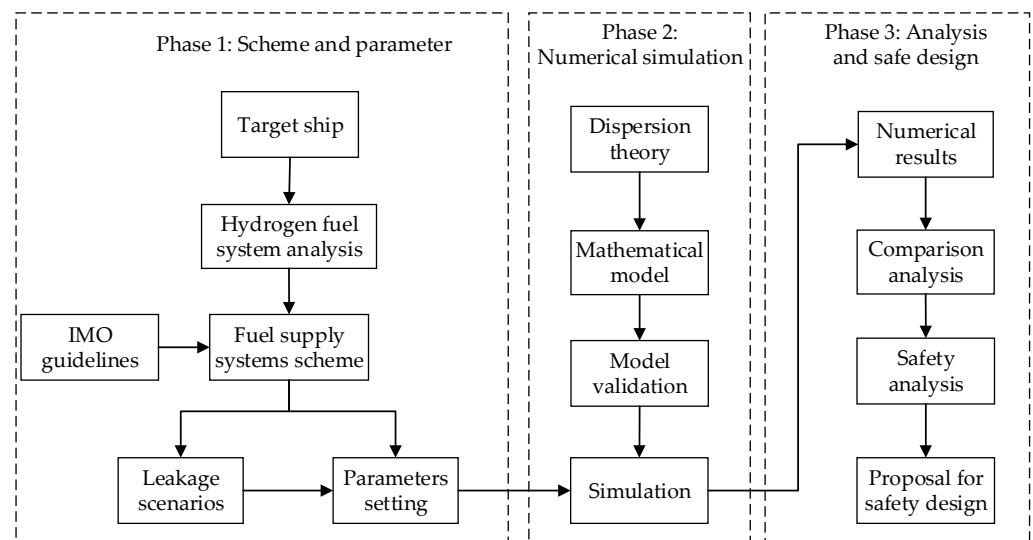 Phase 1: Scheme and parameter
Target ship
Hydrogen fuel
system analysis
IMO
guidelines
Fuel supply
systems scheme
Leakage
scenarios
Parameters
setting
Phase 2:
Numerical simulation
Dispersion
theory
Mathematical
model
Model
validation
Simulation
Phase 3: Analysis
and safe design
Numerical
results
Comparison
analysis
Safety
analysis
Proposal for
safety design